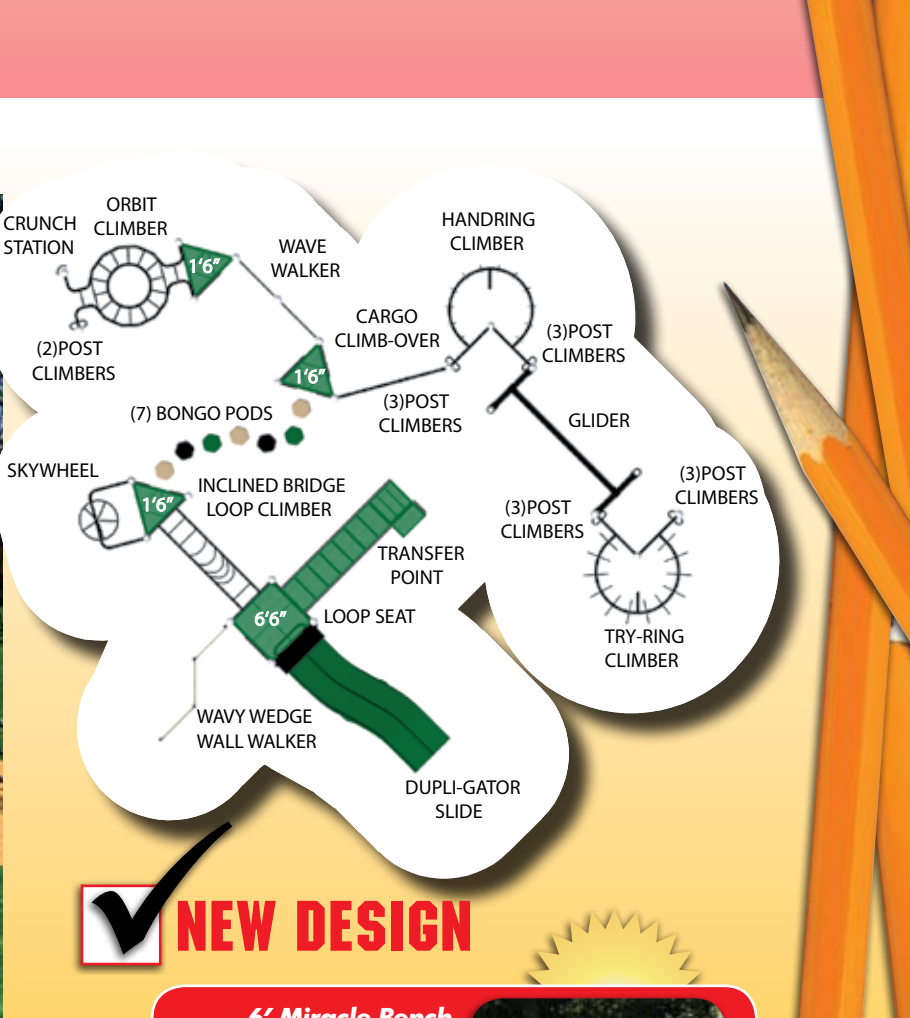 ORBIT
CLIMBER
CRUNCH
STATION
1'6"
WAVE
WALKER
HANDRING
CLIMBER
(2)POST
CLIMBERS
CARGO
CLIMB-OVER
(3)POST
CLIMBERS
1'6"
(3)POST
CLIMBERS
GLIDER
(7) BONGO PODS
SKYWHEEL
1'6"
INCLINED BRIDGE
LOOP CLIMBER
(3)POST
CLIMBERS
(3)POST
CLIMBERS
TRANSFER
POINT
6'6"
LOOP SEAT
TRY-RING
CLIMBER
WAVY WEDGE
WALL WALKER
DUPLI-GATOR
SLIDE
NEW DESIGN
6' Miracle Bench